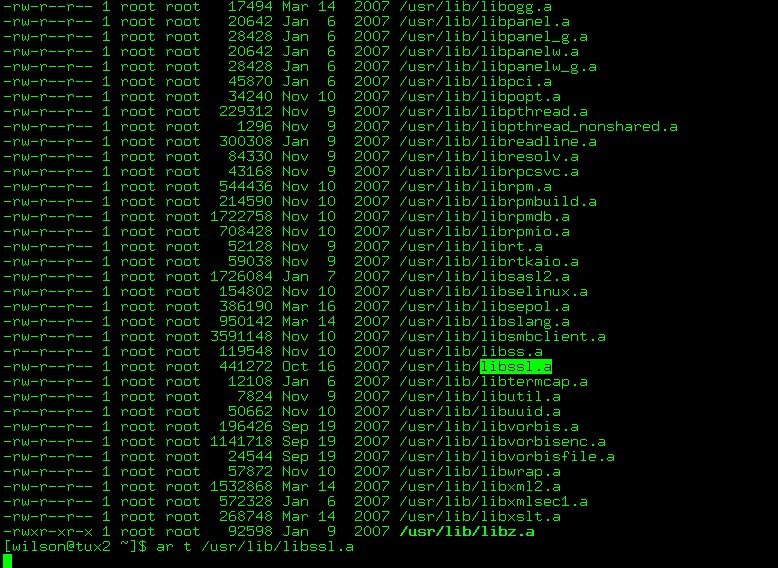 -rw-r--r-- 1 root root   17494 Mar 14  2007 /usr/lib/libogg.a
-rw-r--r-- 1 root root   20642 Jan  6  2007 /usr/lib/libpanel.a
-rw-r--r-- 1 root root   28428 Jan  6  2007 /usr/lib/libpanel_g.a
-rw-r--r-- 1 root root   20642 Jan  6  2007 /usr/lib/libpanelw.a
-rw-r--r-- 1 root root   28428 Jan  6  2007 /usr/lib/libpanelw_g.a
-rw-r--r-- 1 root root   45870 Jan  6  2007 /usr/lib/libpci.a
-rw-r--r-- 1 root root   34240 Nov 10  2007 /usr/lib/libpopt.a
-rw-r--r-- 1 root root  229312 Nov  9  2007 /usr/lib/libpthread.a
-rw-r--r-- 1 root root    1296 Nov  9  2007 /usr/lib/libpthread_nonshared.a
-rw-r--r-- 1 root root  300308 Jan  9  2007 /usr/lib/libreadline.a
-rw-r--r-- 1 root root   84330 Nov  9  2007 /usr/lib/libresolv.a
-rw-r--r-- 1 root root   43168 Nov  9  2007 /usr/lib/librpcsvc.a
-rw-r--r-- 1 root root  544436 Nov 10  2007 /usr/lib/librpm.a
-rw-r--r-- 1 root root  214590 Nov 10  2007 /usr/lib/librpmbuild.a
-rw-r--r-- 1 root root 1722758 Nov 10  2007 /usr/lib/librpmdb.a
-rw-r--r-- 1 root root  708428 Nov 10  2007 /usr/lib/librpmio.a
-rw-r--r-- 1 root root   52128 Nov  9  2007 /usr/lib/librt.a
-rw-r--r-- 1 root root   59038 Nov  9  2007 /usr/lib/librtkaio.a
-rw-r--r-- 1 root root 1726084 Jan  7  2007 /usr/lib/libsasl2.a
-rw-r--r-- 1 root root  154802 Nov 10  2007 /usr/lib/libselinux.a
-rw-r--r-- 1 root root  386190 Mar 16  2007 /usr/lib/libsepol.a
-rw-r--r-- 1 root root  950142 Mar 14  2007 /usr/lib/libslang.a
-rw-r--r-- 1 root root 3591148 Nov 10  2007 /usr/lib/libsmbclient.a
-rw-r--r-- 1 root root  119548 Nov 10  2007 /usr/lib/libss.a
-rw-r--r-- 1 root root  441272 Oct 16  2007 /usr/lib/libssl.a
-rw-r--r-- 1 root root   12108 Jan  6  2007 /usr/lib/libtermcap.a
-rw-r--r-- 1 root root    7824 Nov  9  2007 /usr/lib/libutil.a
-rw-r--r-- 1 root root   50662 Nov 10  2007 /usr/lib/libuuid.a
-rw-r--r-- 1 root root  196426 Sep 19  2007 /usr/lib/libvorbis.a
-rw-r--r-- 1 root root 1141718 Sep 19  2007 /usr/lib/libvorbisenc.a
-rw-r--r-- 1 root root   24544 Sep 19  2007 /usr/lib/libvorbisfile.a
-rw-r--r-- 1 root root   57872 Nov 10  2007 /usr/lib/libwrap.a
-rw-r--r-- 1 root root 1532868 Mar 14  2007 /usr/lib/libxml2.a
-rw-r--r-- 1 root root  572328 Jan  6  2007 /usr/lib/libxmlsec1.a
-rw-r--r-- 1 root root  268748 Mar 14  2007 /usr/lib/libxslt.a
-rwxr-xr-x 1 root root   92598 Jan  9  2007 /usr/lib/libz.a
[wilson@tux2 ~]$ ar t /usr/lib/libssl.a